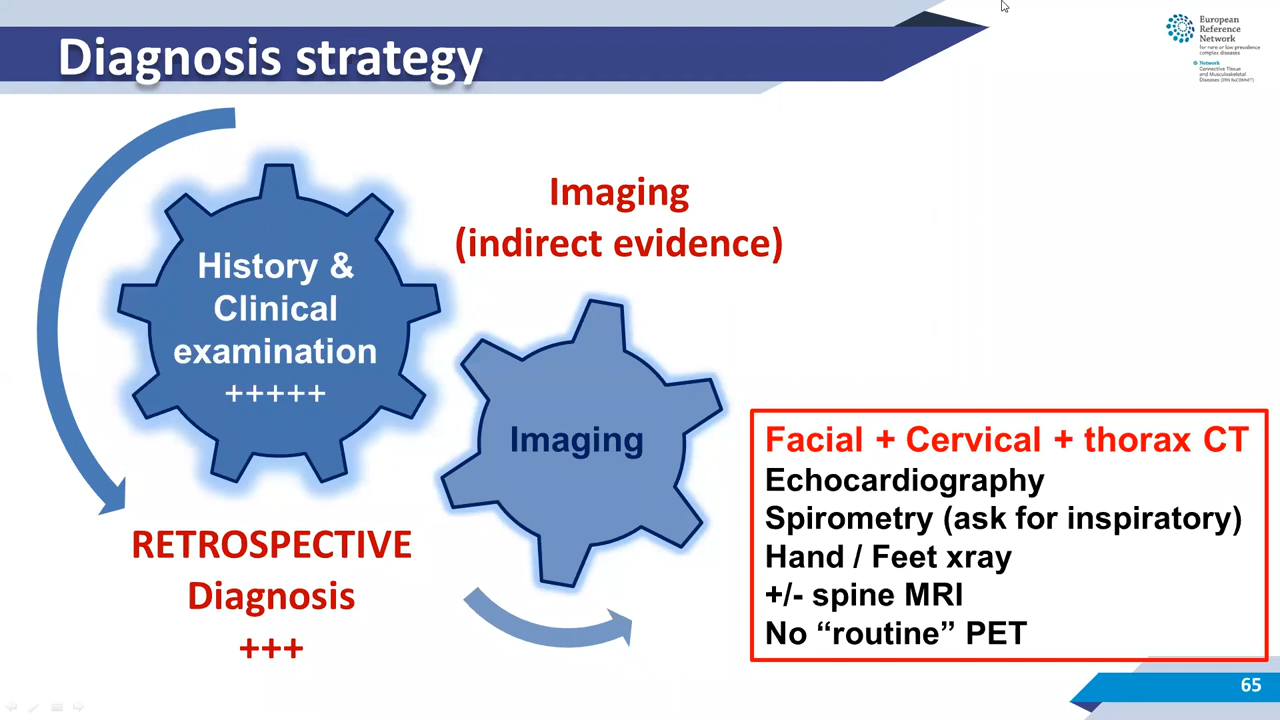 Diagnosis strategy
European
Reference
Network
for rare or low prevalence
complex diseases
Network
Connective Tissue
and Musculoskeletal
Diseases (ERN ReCONNET)
History &
Clinical
examination
+++++
Imaging
(indirect evidence)
Imaging
RETROSPECTIVE
Diagnosis
+++
Facial + Cervical + thorax CT
Echocardiography
Spirometry (ask for inspiratory)
Hand / Feet xray
+/- spine MRI
No “routine” PET
65